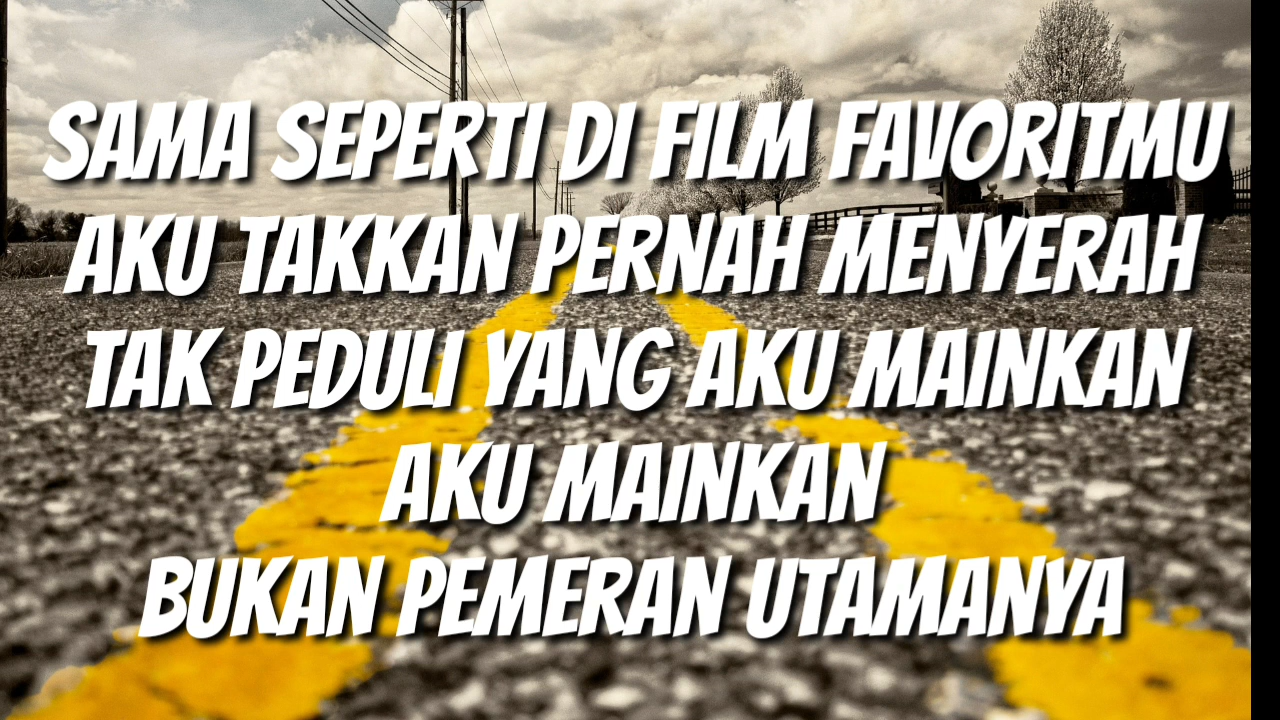 SAMA SEPERTI DI FILM FAVORITMU
AKU TAKKAN PERNAH MENYERAH
TAK PEDULI YANG AKU MAINKAN
AKU MAINKAN
BUKAN PEMERAN UTAMANYA